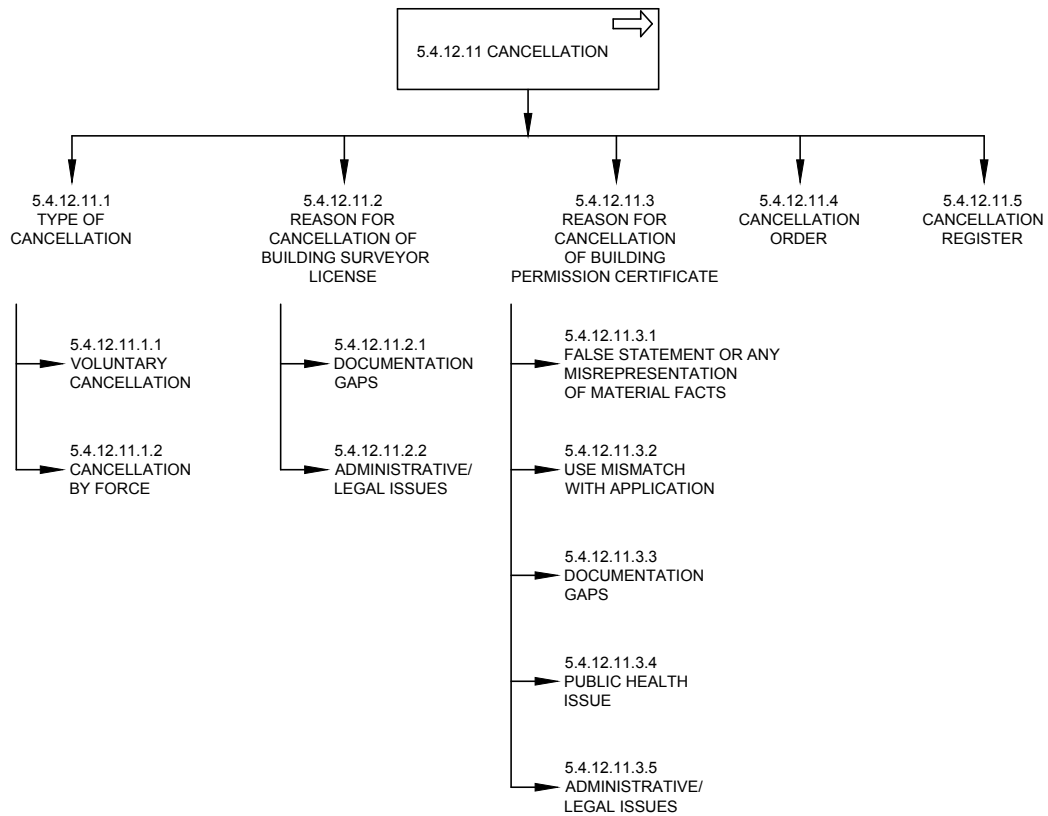 5.4.12.11 CANCELLATION
5.4.12.11.1
TYPE OF
CANCELLATION
5.4.12.11.2
REASON FOR
CANCELLATION OF
BUILDING SURVEYOR
LICENSE
5.4.12.11.3
REASON FOR
CANCELLATION
OF BUILDING
PERMISSION CERTIFICATE
5.4.12.11.4
CANCELLATION
ORDER
5.4.12.11.5
CANCELLATION
REGISTER
5.4.12.11.1.1
VOLUNTARY
CANCELLATION
5.4.12.11.1.2
CANCELLATION
BY FORCE
5.4.12.11.2.1
DOCUMENTATION
GAPS
5.4.12.11.2.2
ADMINISTRATIVE/
LEGAL ISSUES
5.4.12.11.3.1
FALSE STATEMENT OR ANY
MISREPRESENTATION
OF MATERIAL FACTS
5.4.12.11.3.2
USE MISMATCH
WITH APPLICATION
5.4.12.11.3.3
DOCUMENTATION
GAPS
5.4.12.11.3.4
PUBLIC HEALTH
ISSUE
5.4.12.11.3.5
ADMINISTRATIVE/
LEGAL ISSUES